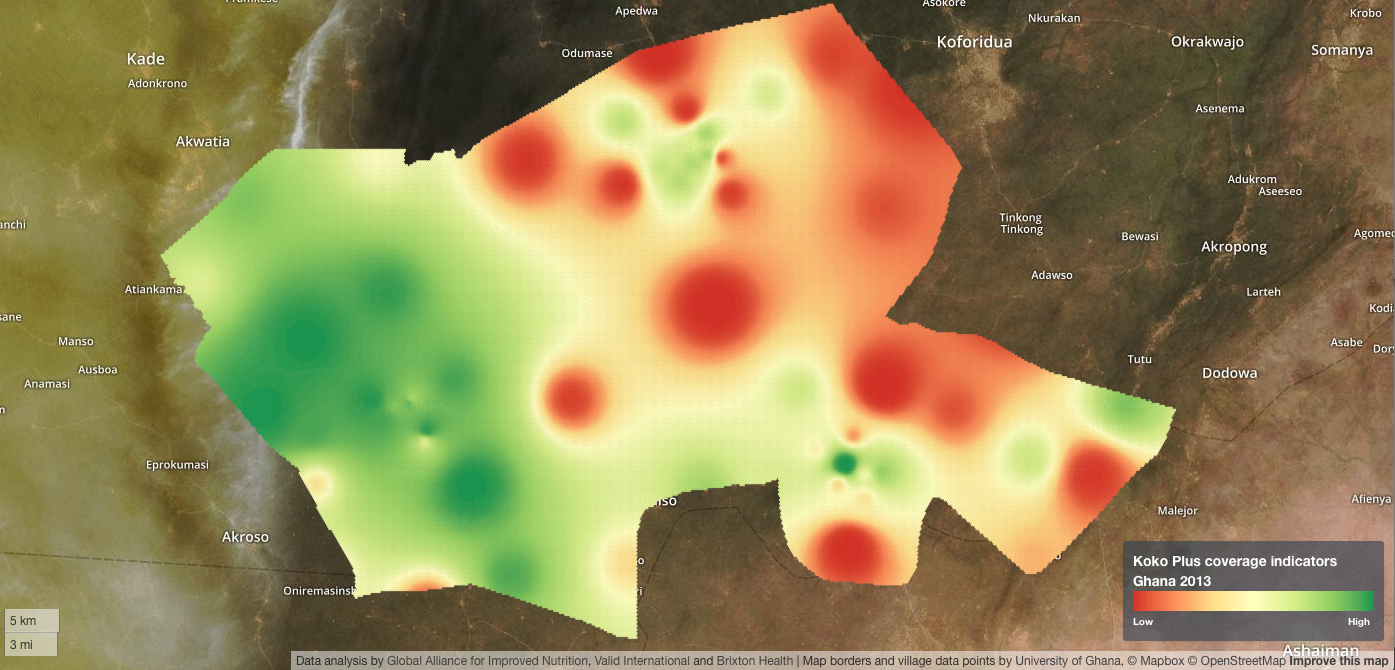 Apedwa
Asokore
Nkurakan
Krobo
Koforidua
Okrakwajo
Somanya
Kade
Odumase
Adonkrono
Asenema
Akwatia
Adukrom
Aseeseo
anchi
Tinkong
Tinkong
Bewasi
Akropong
Agomed
Adawso
Atiankama
Larteh
sane
Kodi
Manso
Asabe
Dory
Tutu
Ausboa
Dodowa
Anamasi
Eprokumasi
Afienya
Malejor
Akroso
Koko Plus coverage indicators
Ghana 2013
Low High
5 km
3 mi
Ashaiman
Data analysis by Global Alliance for Improved Nutrition, Valid International and Brixton Health | Map borders and village data points by University of Ghana, © Mapbox © OpenStreetMap Improve this map